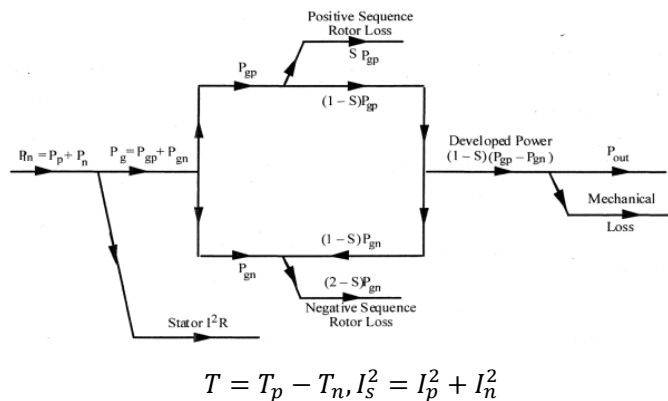 Positive Sequence
Rotor Loss
S P_gp
P_gp
(1 – S)P_gp
P_in = P_p + P_n
P_g = P_gp + P_gn
Developed Power
(1 – S)(P_gp – P_gn)
P_out
Mechanical
Loss
(1 – S)P_gn
P_gn
(2 – S)P_gn
Negative Sequence
Rotor Loss
Stator I²R
T = T_p − T_n, I_s² = I_p² + I_n²